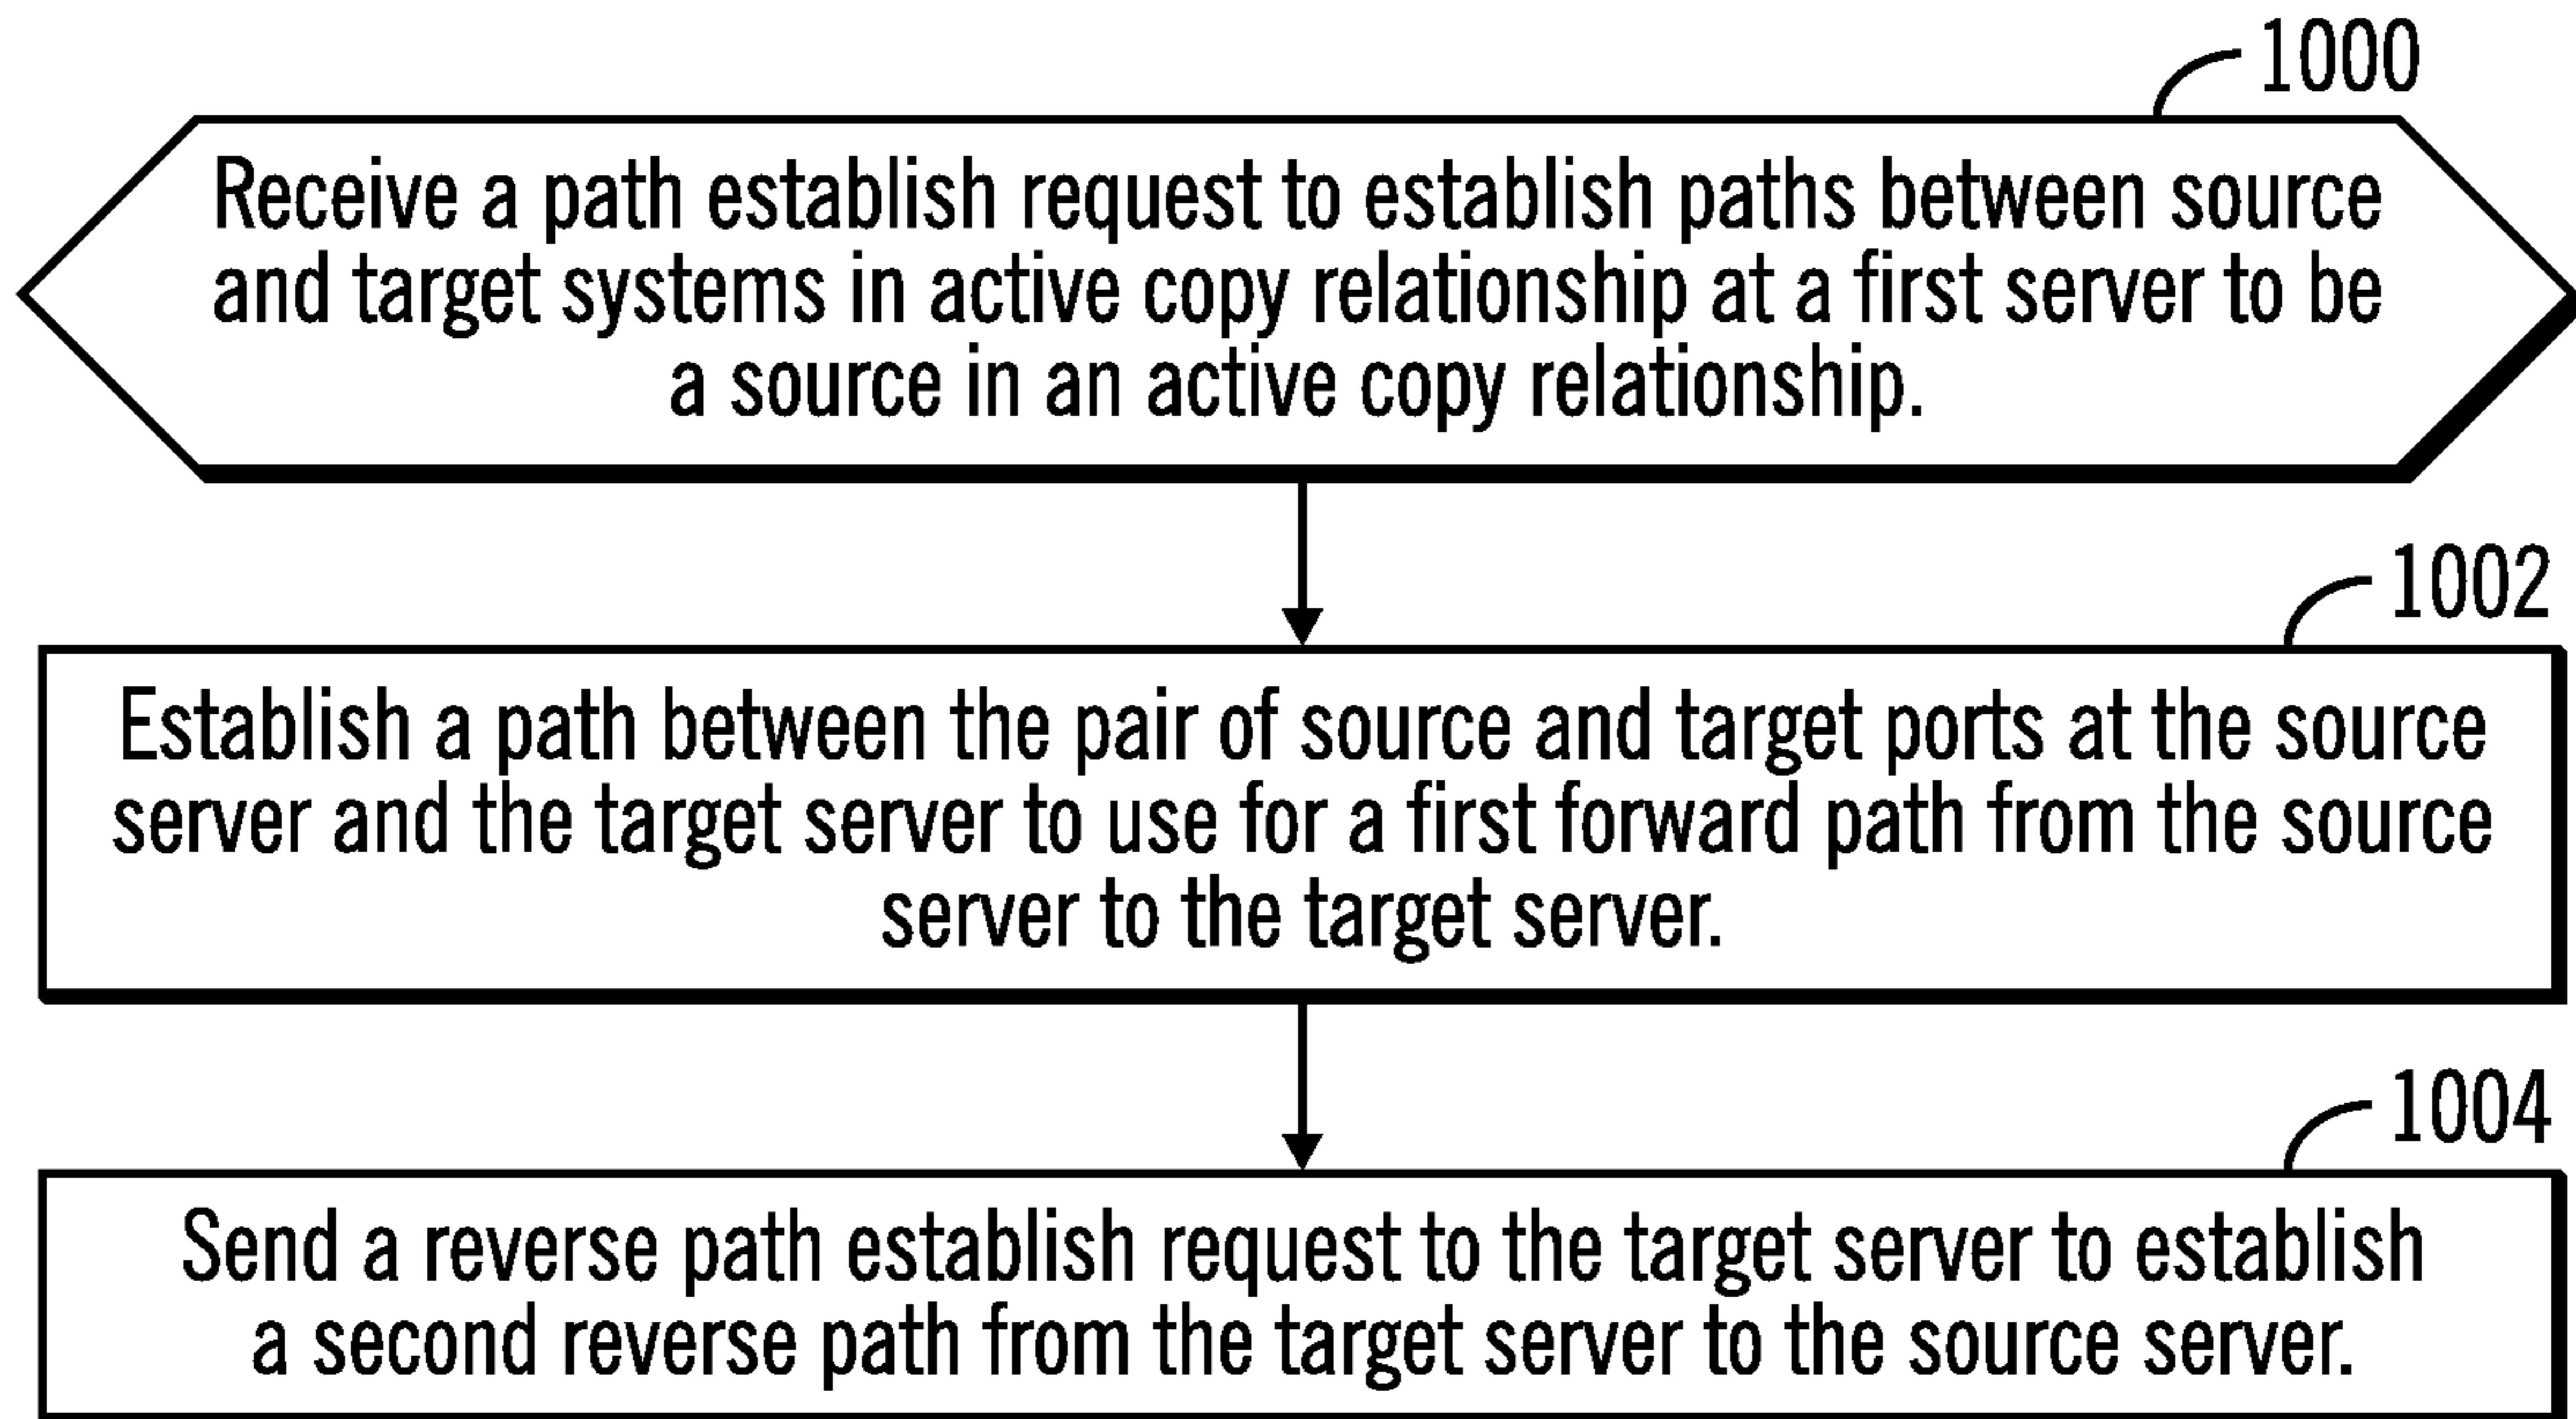 1000
Receive a path establish request to establish paths between source
and target systems in active copy relationship at a first server to be
a source in an active copy relationship.
1002
Establish a path between the pair of source and target ports at the source
server and the target server to use for a first forward path from the source
server to the target server.
1004
Send a reverse path establish request to the target server to establish
a second reverse path from the target server to the source server.